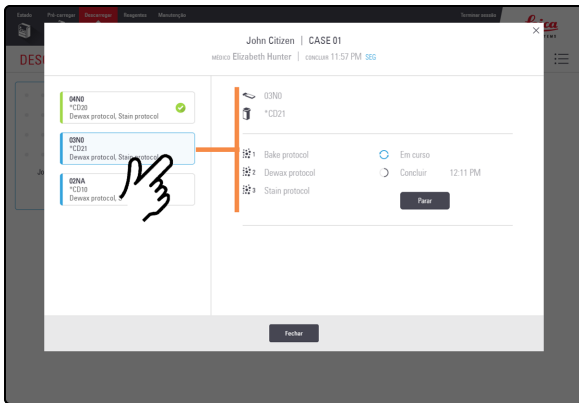 Estado Pré-carregar Descarregar Reagentes Manutenção Terminar sessão
John Citizen | CASE 01
MÉDICO Elizabeth Hunter | CONCLUIR 11:57 PM SEG
04N0
*CD20
Dewax protocol, Stain protocol
03N0
*CD21
Dewax protocol, Stain protocol
02NA
*CD10
Dewax protocol,
03N0
*CD21
1 Bake protocol
2 Dewax protocol
3 Stain protocol
Em curso
Concluir 12:11 PM
Parar
Fechar